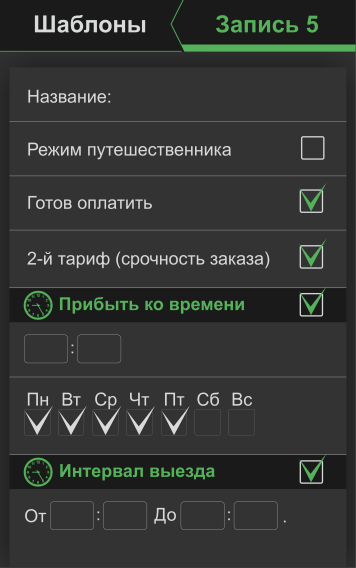 Шаблоны Запись 5
Название:
Режим путешественника
Готов оплатить
2-й тариф (срочность заказа)
Прибыть ко времени
:
Пн Вт Ср Чт Пт Сб Вс
Интервал выезда
От : До : .